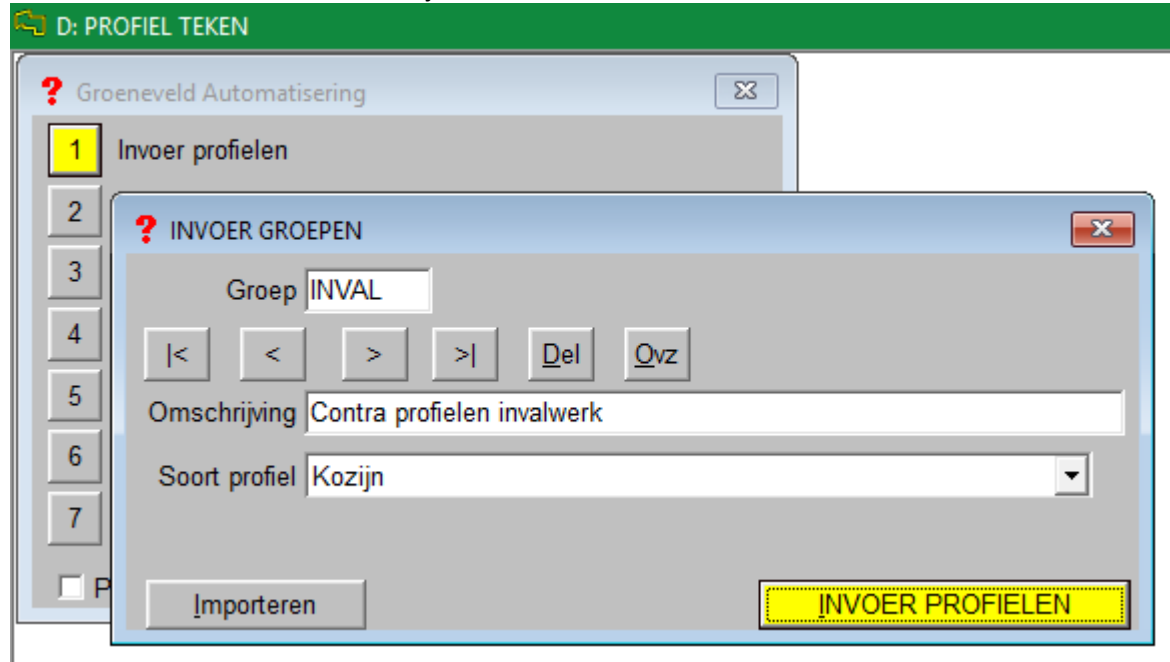 D: PROFIEL TEKEN
? Groeneveld Automatisering
1 Invoer profielen
2
3
4
5
6
7
P
? INVOER GROEPEN
Groep INVAL
|< < > >| Del Ovz
Omschrijving Contra profielen invalwerk
Soort profiel Kozijn
Importeren INVOER PROFIELEN